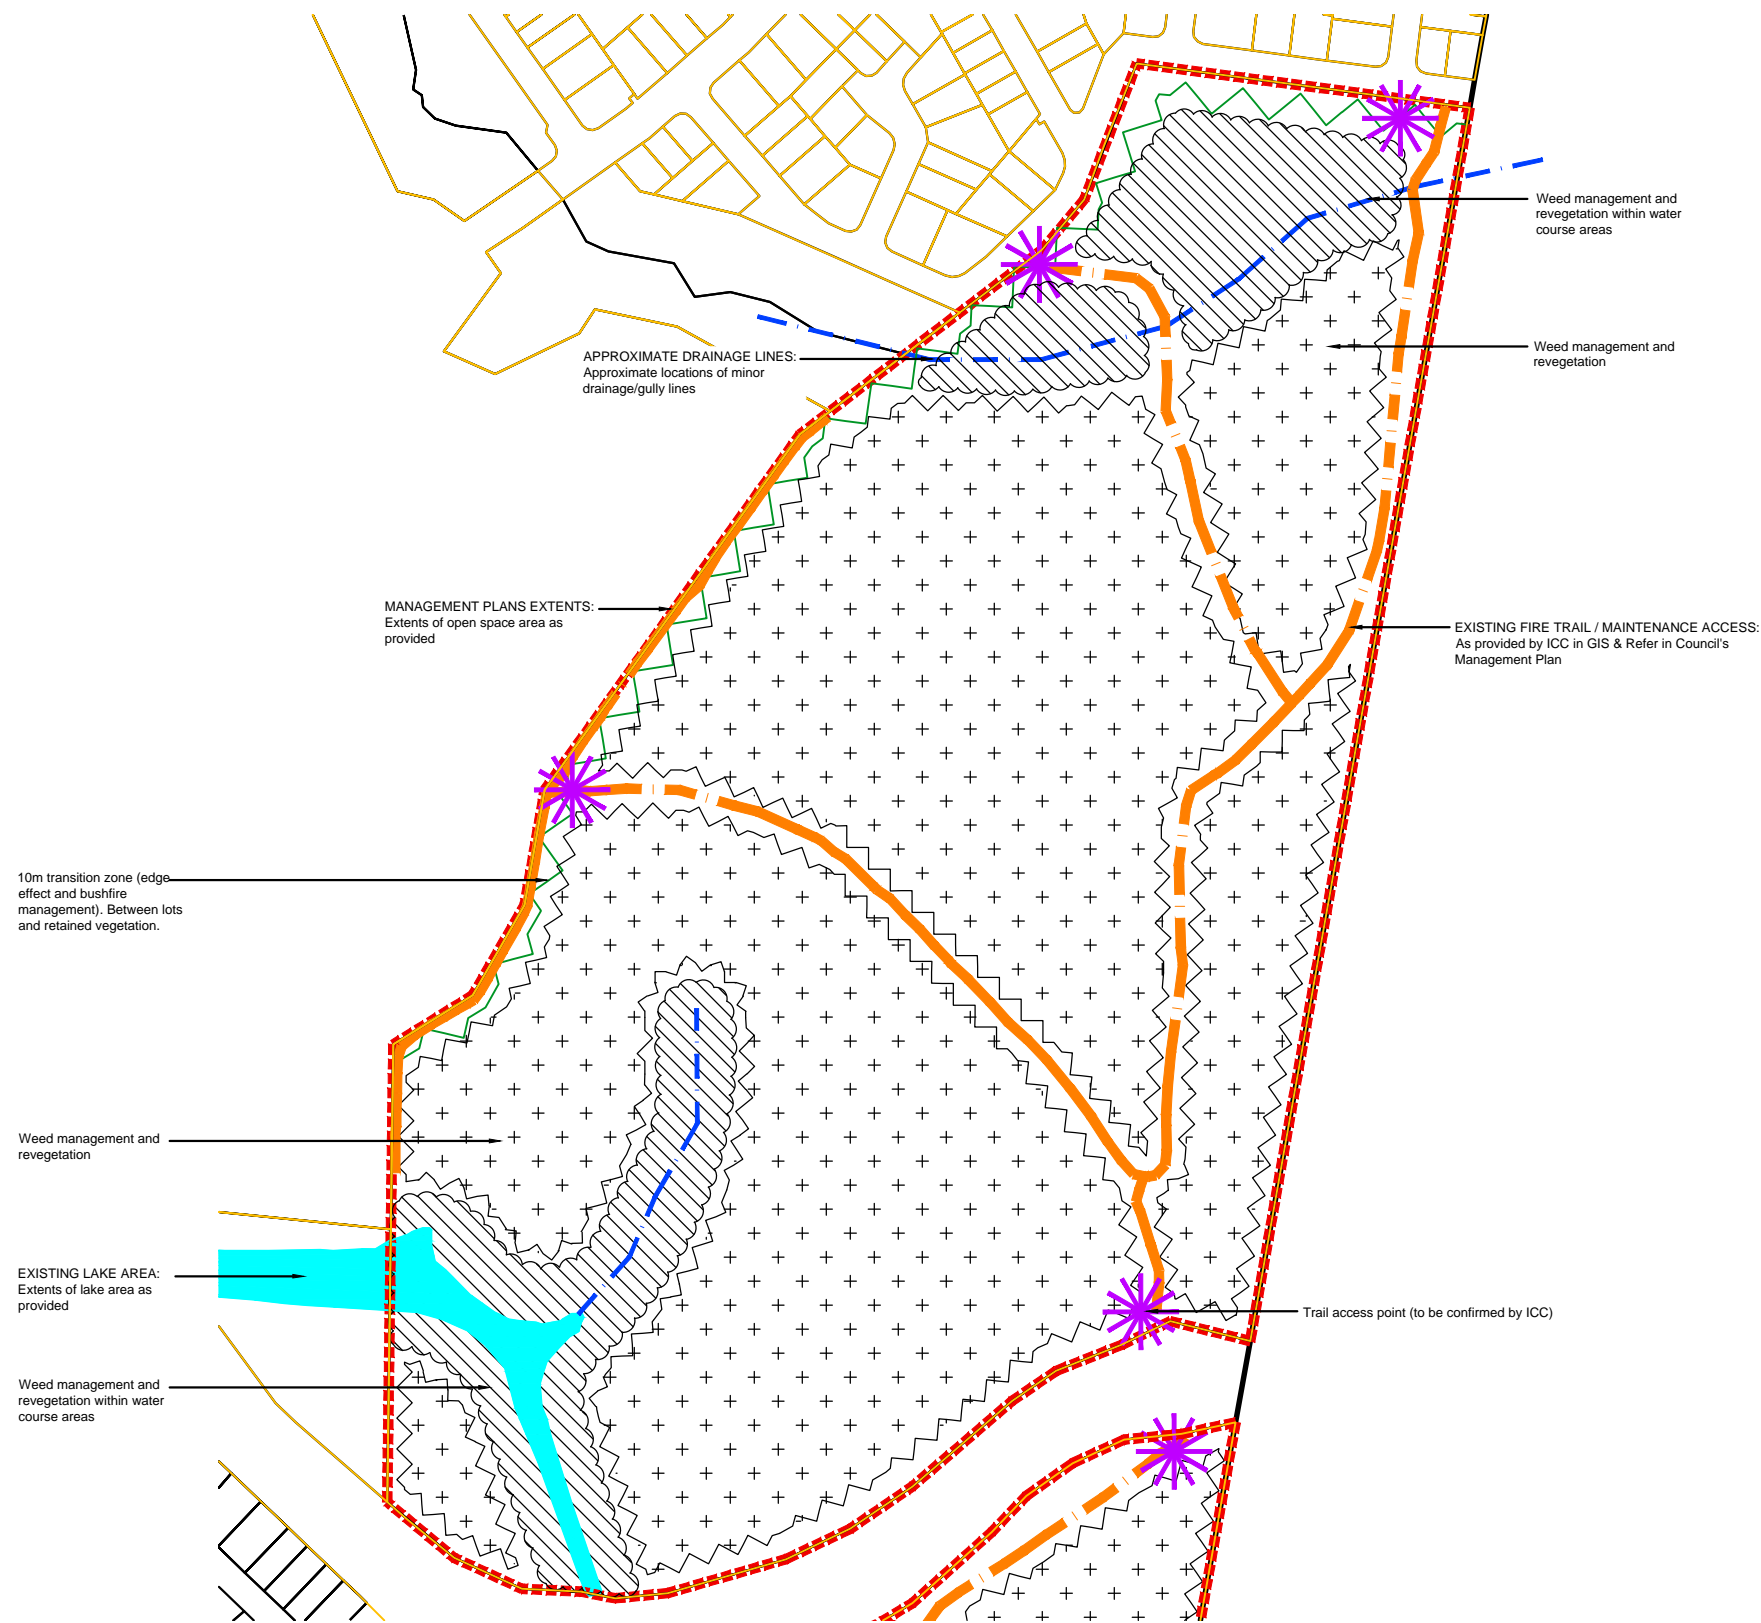 Weed management and
revegetation within water
course areas
APPROXIMATE DRAINAGE LINES:
Approximate locations of minor
drainage/gully lines
Weed management and
revegetation
MANAGEMENT PLANS EXTENTS:
Extents of open space area as
provided
EXISTING FIRE TRAIL / MAINTENANCE ACCESS:
As provided by ICC in GIS & Refer in Council's
Management Plan
10m transition zone (edge
effect and bushfire
management). Between lots
and retained vegetation.
Weed management and
revegetation
EXISTING LAKE AREA:
Extents of lake area as
provided
Trail access point (to be confirmed by ICC)
Weed management and
revegetation within water
course areas